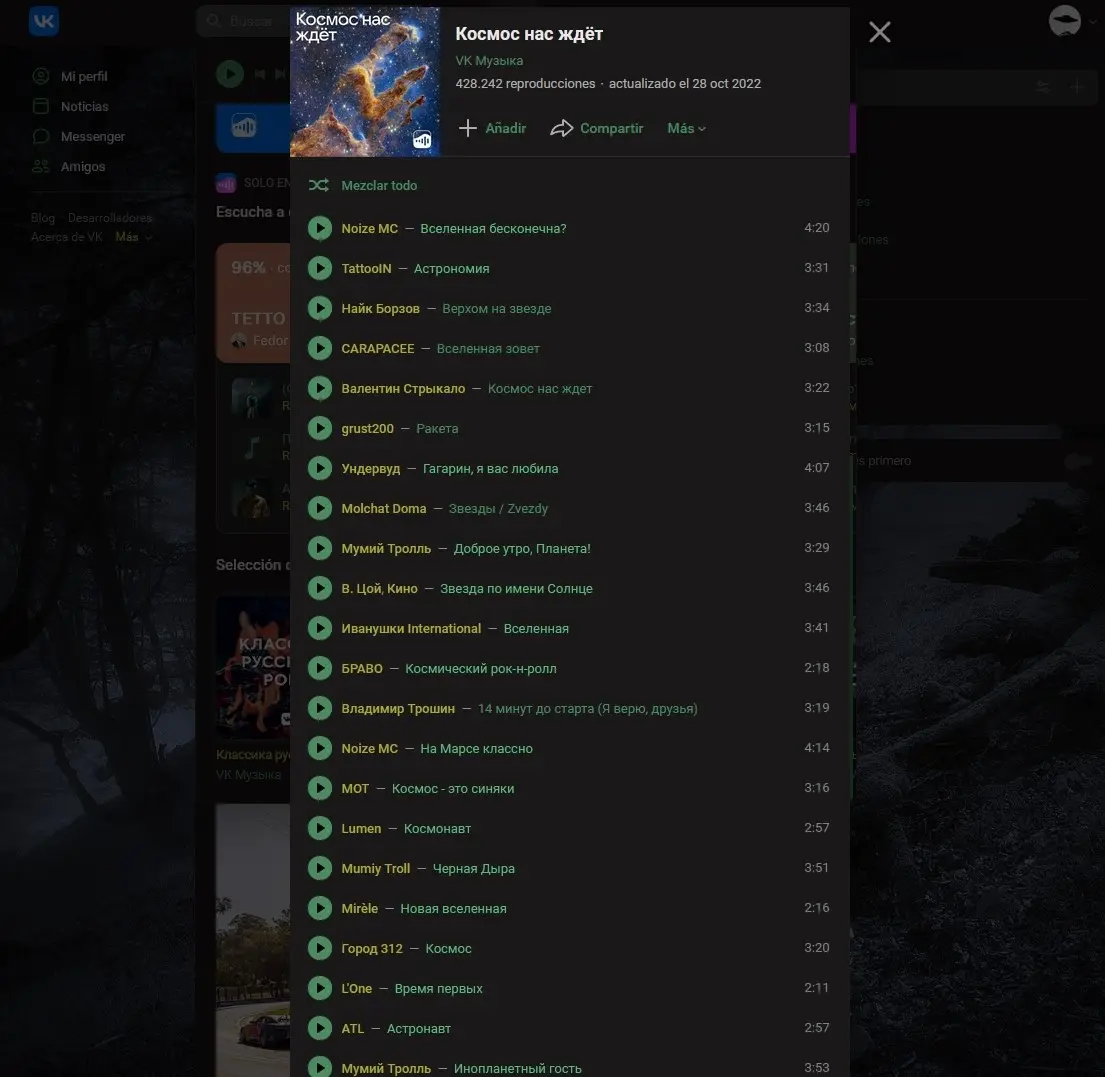 Buscar
Mi perfil
Noticias
Messenger
Amigos
Blog Desarrolladores
Acerca de VK Más
SOLO EN
Escucha a
96%
ТЕТТО
Fedor
Selección
КЛАСС
РУССК
РО
Классика ру
VK Музыка
Космос нас
ждёт
Космос нас ждёт
VK Музыка
428.242 reproducciones · actualizado el 28 oct 2022
Añadir Compartir Más
Mezclar todo
Noize MC — Вселенная бесконечна? 4:20
TattooIN — Астрономия 3:31
Найк Борзов — Верхом на звезде 3:34
CARAPACEE — Вселенная зовет 3:08
Валентин Стрыкало — Космос нас ждет 3:22
grust200 — Ракета 3:15
Ундервуд — Гагарин, я вас любила 4:07
Molchat Doma — Звезды / Zvezdy 3:46
Мумий Тролль — Доброе утро, Планета! 3:29
В. Цой, Кино — Звезда по имени Солнце 3:46
Иванушки International — Вселенная 3:41
БРАВО — Космический рок-н-ролл 2:18
Владимир Трошин — 14 минут до старта (Я верю, друзья) 3:19
Noize MC — На Марсе классно 4:14
МОТ — Космос - это синяки 3:16
Lumen — Космонавт 2:57
Mumiy Troll — Черная Дыра 3:51
Mirèle — Новая вселенная 2:16
Город 312 — Космос 3:20
L'One — Время первых 2:11
ATL — Астронавт 2:57
Мумий Тролль — Инопланетный гость 3:53
primero